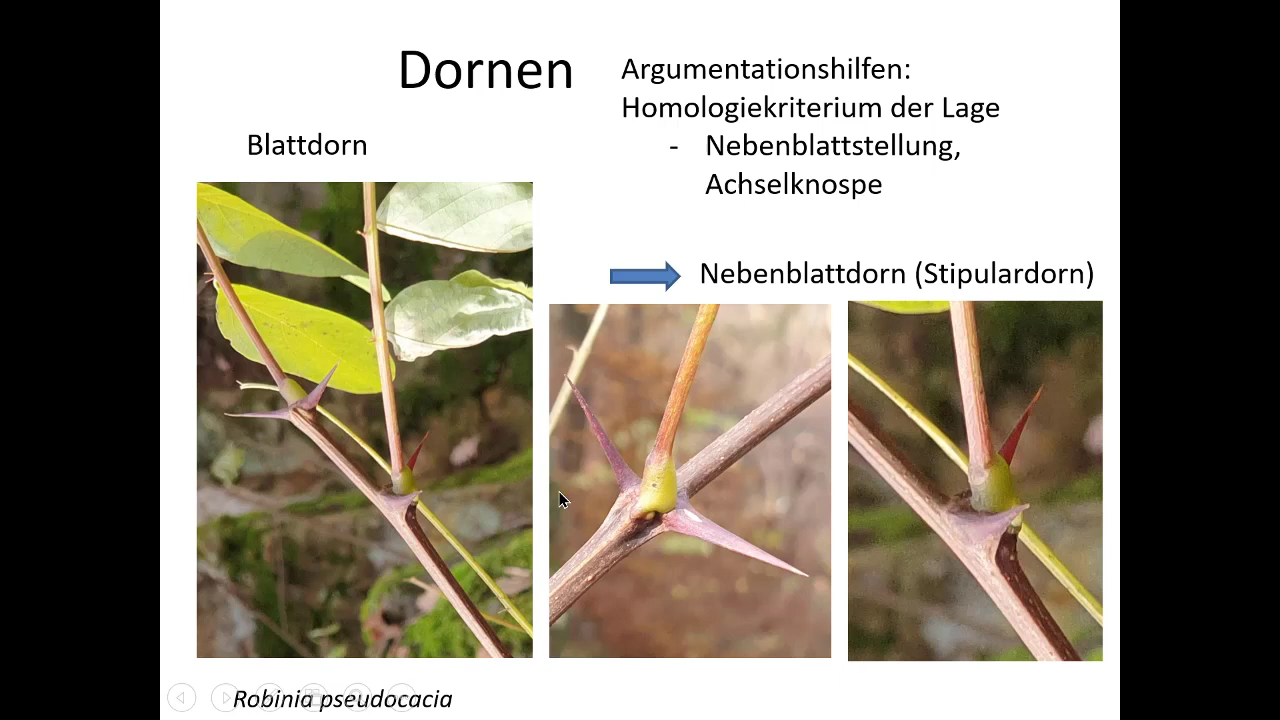 Dornen
Argumentationshilfen:
Homologiekriterium der Lage
- Nebenblattstellung,
Achselknospe
Blattdorn
Nebenblattdorn (Stipulardorn)
Robinia pseudocacia